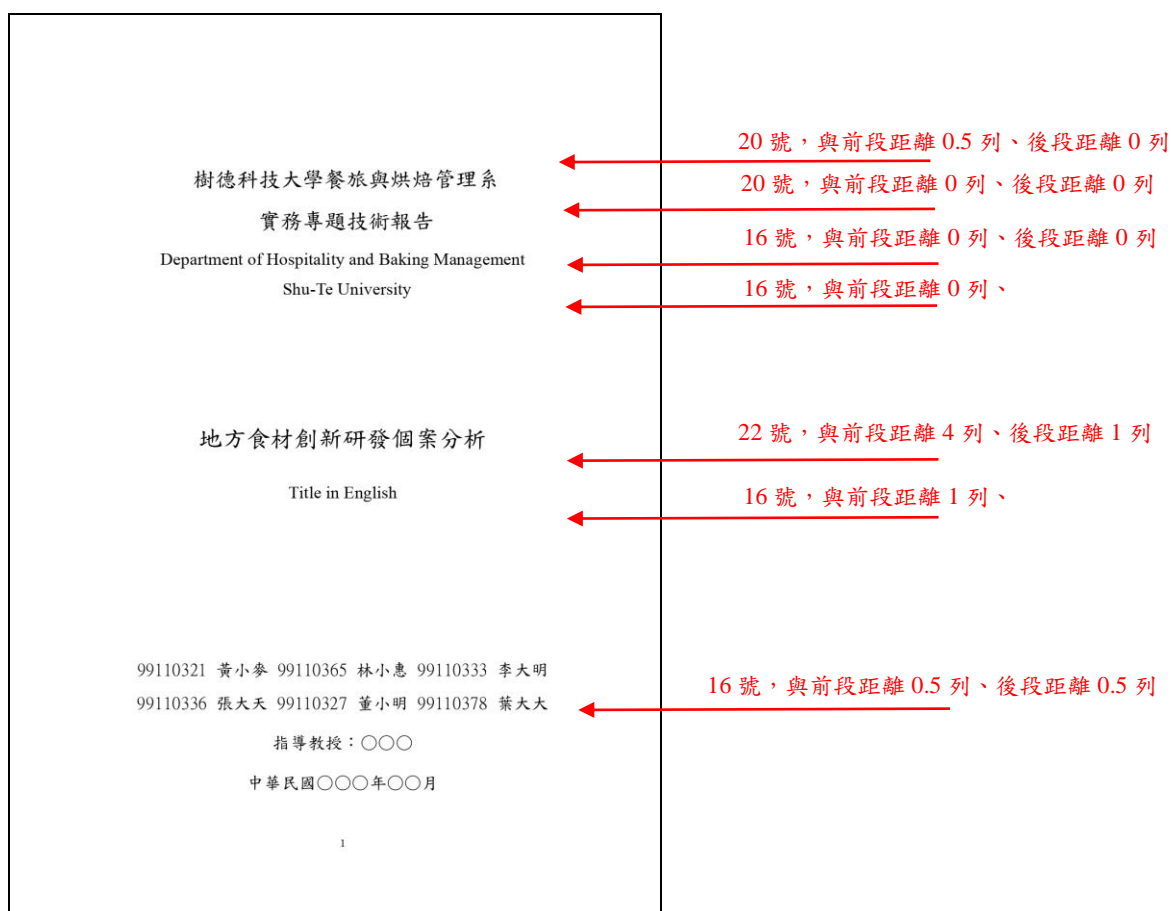 20 號，與前段距離 0.5 列、後段距離 0 列
樹德科技大學餐旅與烘焙管理系
20 號，與前段距離 0 列、後段距離 0 列
實務專題技術報告
16 號，與前段距離 0 列、後段距離 0 列
Department of Hospitality and Baking Management
Shu-Te University
16 號，與前段距離 0 列、
地方食材創新研發個案分析
22 號，與前段距離 4 列、後段距離 1 列
Title in English
16 號，與前段距離 1 列、
99110321 黃小麥 99110365 林小惠 99110333 李大明
99110336 張大天 99110327 董小明 99110378 葉大大
16 號，與前段距離 0.5 列、後段距離 0.5 列
指導教授：○○○
中華民國○○○年○○月
1